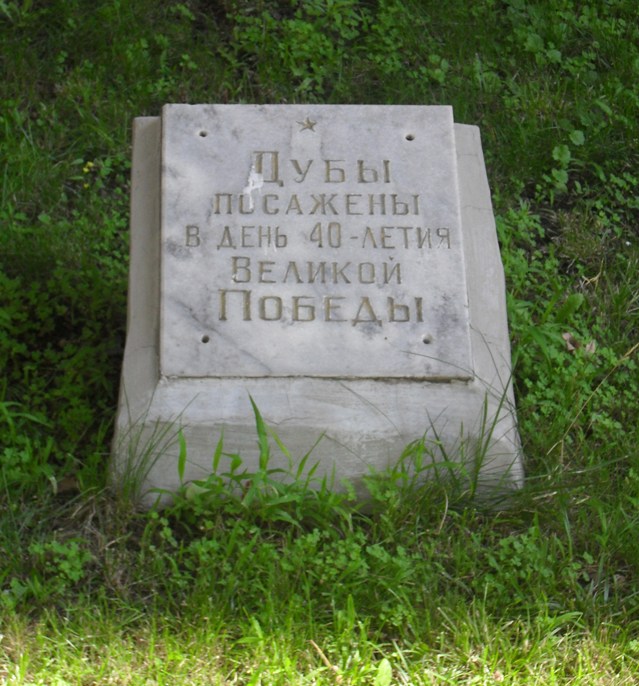 Дубы
посажены
в день 40-летия
Великой
Победы